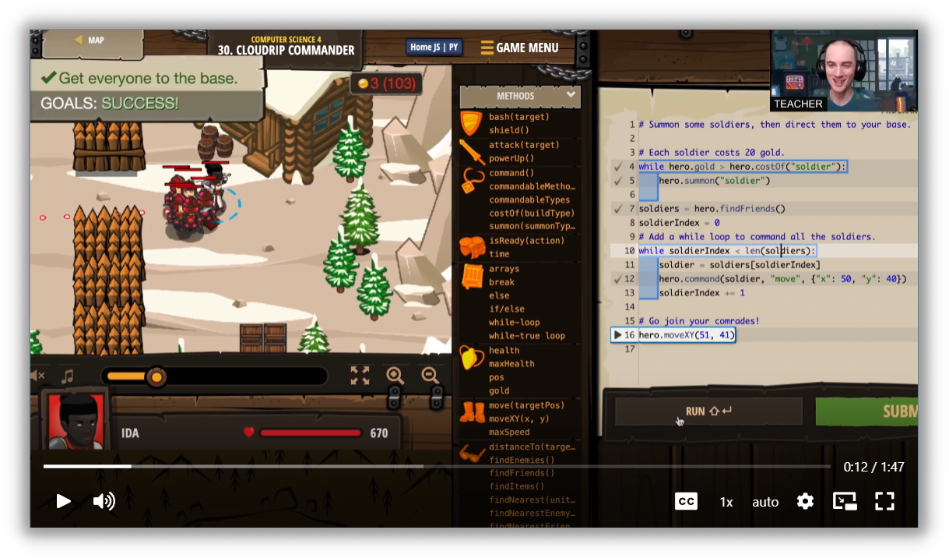 MAP
COMPUTER SCIENCE 4
30. CLOUDRIP COMMANDER
Home JS | PY
GAME MENU
Get everyone to the base.
GOALS: SUCCESS!
3 (103)
METHODS
bash(target)
shield()
attack(target)
powerUp()
command()
commandableMetho…
commandableTypes
costOf(buildType)
summon(summonTyp…
isReady(action)
time
arrays
break
else
if/else
while-loop
while-true loop
health
maxHealth
pos
gold
move(targetPos)
moveXY(x, y)
maxSpeed
distanceTo(targe…
findEnemies()
findFriends()
findItems()
findNearest(unit…
findNearestEnemy…
findNearestFrien…
TEACHER
1 # Summon some soldiers, then direct them to your base.
2
3 # Each soldier costs 20 gold.
4 while hero.gold > hero.costOf("soldier"):
5 hero.summon("soldier")
6
7 soldiers = hero.findFriends()
8 soldierIndex = 0
9 # Add a while loop to command all the soldiers.
10 while soldierIndex < len(soldiers):
11 soldier = soldiers[soldierIndex]
12 hero.command(soldier, "move", {"x": 50, "y": 40})
13 soldierIndex += 1
14
15 # Go join your comrades!
16 hero.moveXY(51, 41)
17
RUN
SUBM
IDA
670
0:12 / 1:47
CC
1x
auto